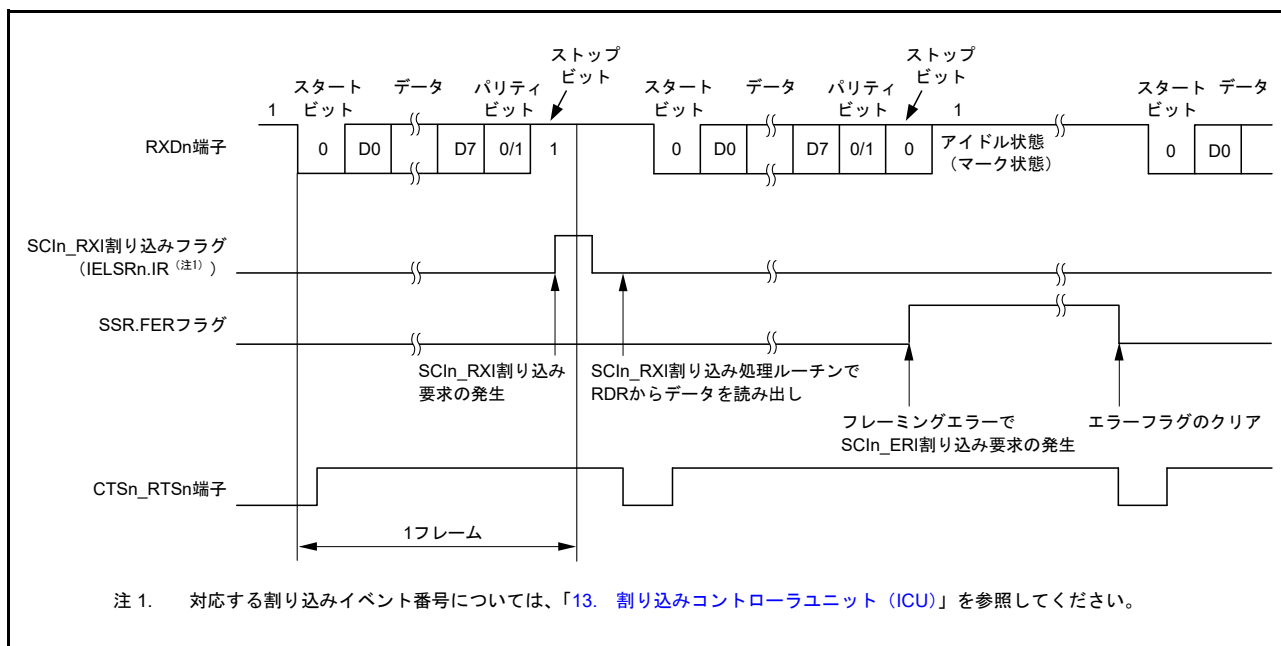 スタート
ビット
データ
パリティ
ビット
ストップ
ビット
スタート
ビット
データ
パリティ
ビット
ストップ
ビット
スタート
ビット
データ
1
1
RXDn端子
0
D0
D7
0/1
1
0
D0
D7
0/1
0
アイドル状態
（マーク状態）
0
D0
SCIn_RXI割り込みフラグ
（IELSRn.IR（注1））
SSR.FERフラグ
SCIn_RXI割り込み
要求の発生
SCIn_RXI割り込み処理ルーチンで
RDRからデータを読み出し
フレーミングエラーで
SCIn_ERI割り込み要求の発生
エラーフラグのクリア
CTSn_RTSn端子
1フレーム
注 1. 対応する割り込みイベント番号については、「13. 割り込みコントローラユニット（ICU）」を参照してください。